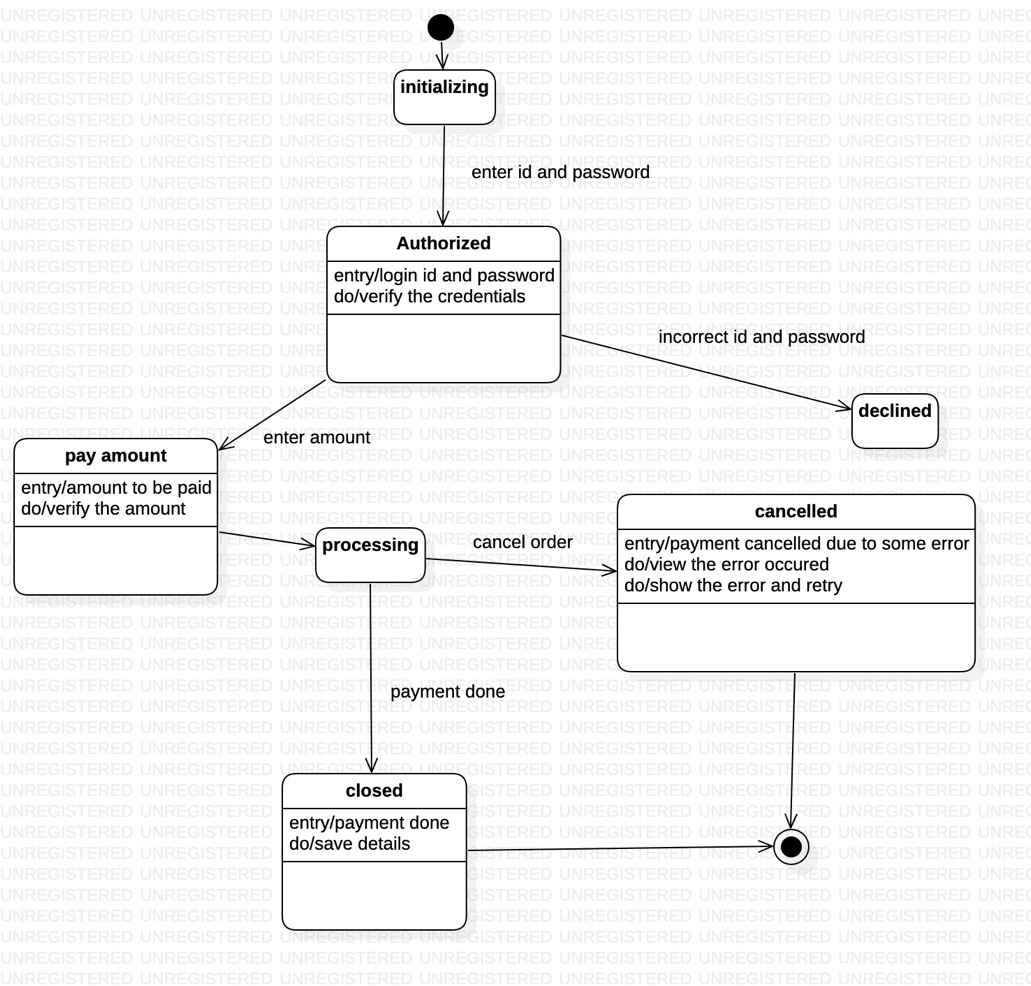 initializing
enter id and password
Authorized
entry/login id and password
do/verify the credentials
incorrect id and password
declined
enter amount
pay amount
entry/amount to be paid
do/verify the amount
processing
cancel order
cancelled
entry/payment cancelled due to some error
do/view the error occured
do/show the error and retry
payment done
closed
entry/payment done
do/save details
UNREGISTERED